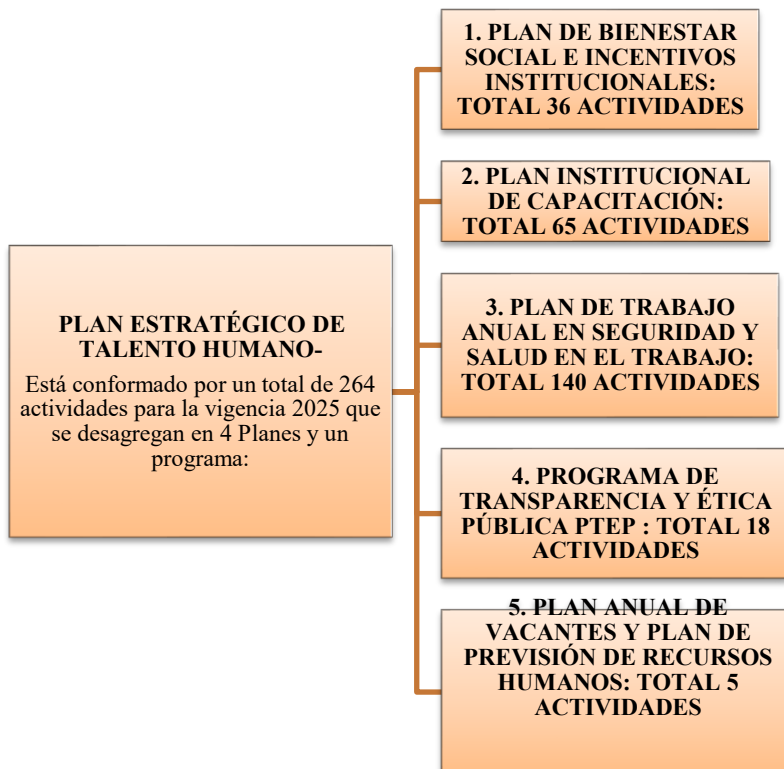 PLAN ESTRATÉGICO DE
TALENTO HUMANO-
Está conformado por un total de 264
actividades para la vigencia 2025 que
se desagregan en 4 Planes y un
programa:
1. PLAN DE BIENESTAR
SOCIAL E INCENTIVOS
INSTITUCIONALES:
TOTAL 36 ACTIVIDADES
2. PLAN INSTITUCIONAL
DE CAPACITACIÓN:
TOTAL 65 ACTIVIDADES
3. PLAN DE TRABAJO
ANUAL EN SEGURIDAD Y
SALUD EN EL TRABAJO:
TOTAL 140 ACTIVIDADES
4. PROGRAMA DE
TRANSPARENCIA Y ÉTICA
PÚBLICA PTEP : TOTAL 18
ACTIVIDADES
5. PLAN ANUAL DE
VACANTES Y PLAN DE
PREVISIÓN DE RECURSOS
HUMANOS: TOTAL 5
ACTIVIDADES